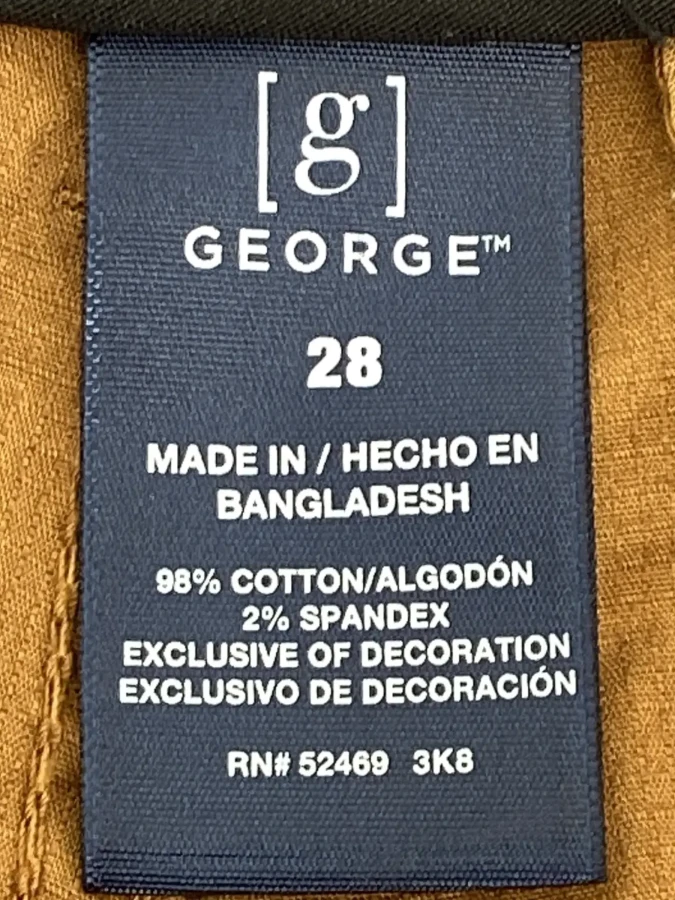 [g]
GEORGE™
28
MADE IN / HECHO EN
BANGLADESH
98% COTTON/ALGODÓN
2% SPANDEX
EXCLUSIVE OF DECORATION
EXCLUSIVO DE DECORACIÓN
RN# 52469 3K8